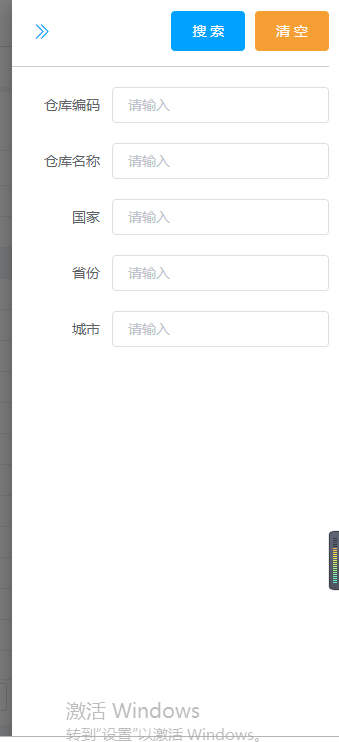 搜 索 清 空
仓库编码 请输入
仓库名称 请输入
国家 请输入
省份 请输入
城市 请输入
激活 Windows
转到“设置”以激活 Windows。